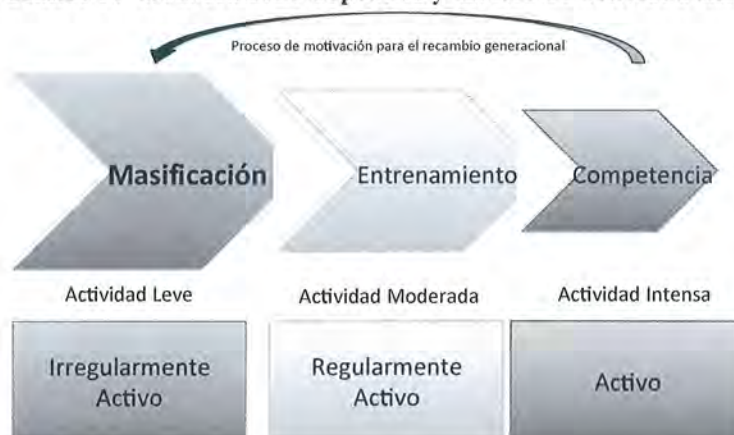 Proceso de motivación para el recambio generacional
Masificación
Entrenamiento
Competencia
Actividad Leve
Actividad Moderada
Actividad Intensa
Irregularmente
Activo
Regularmente
Activo
Activo